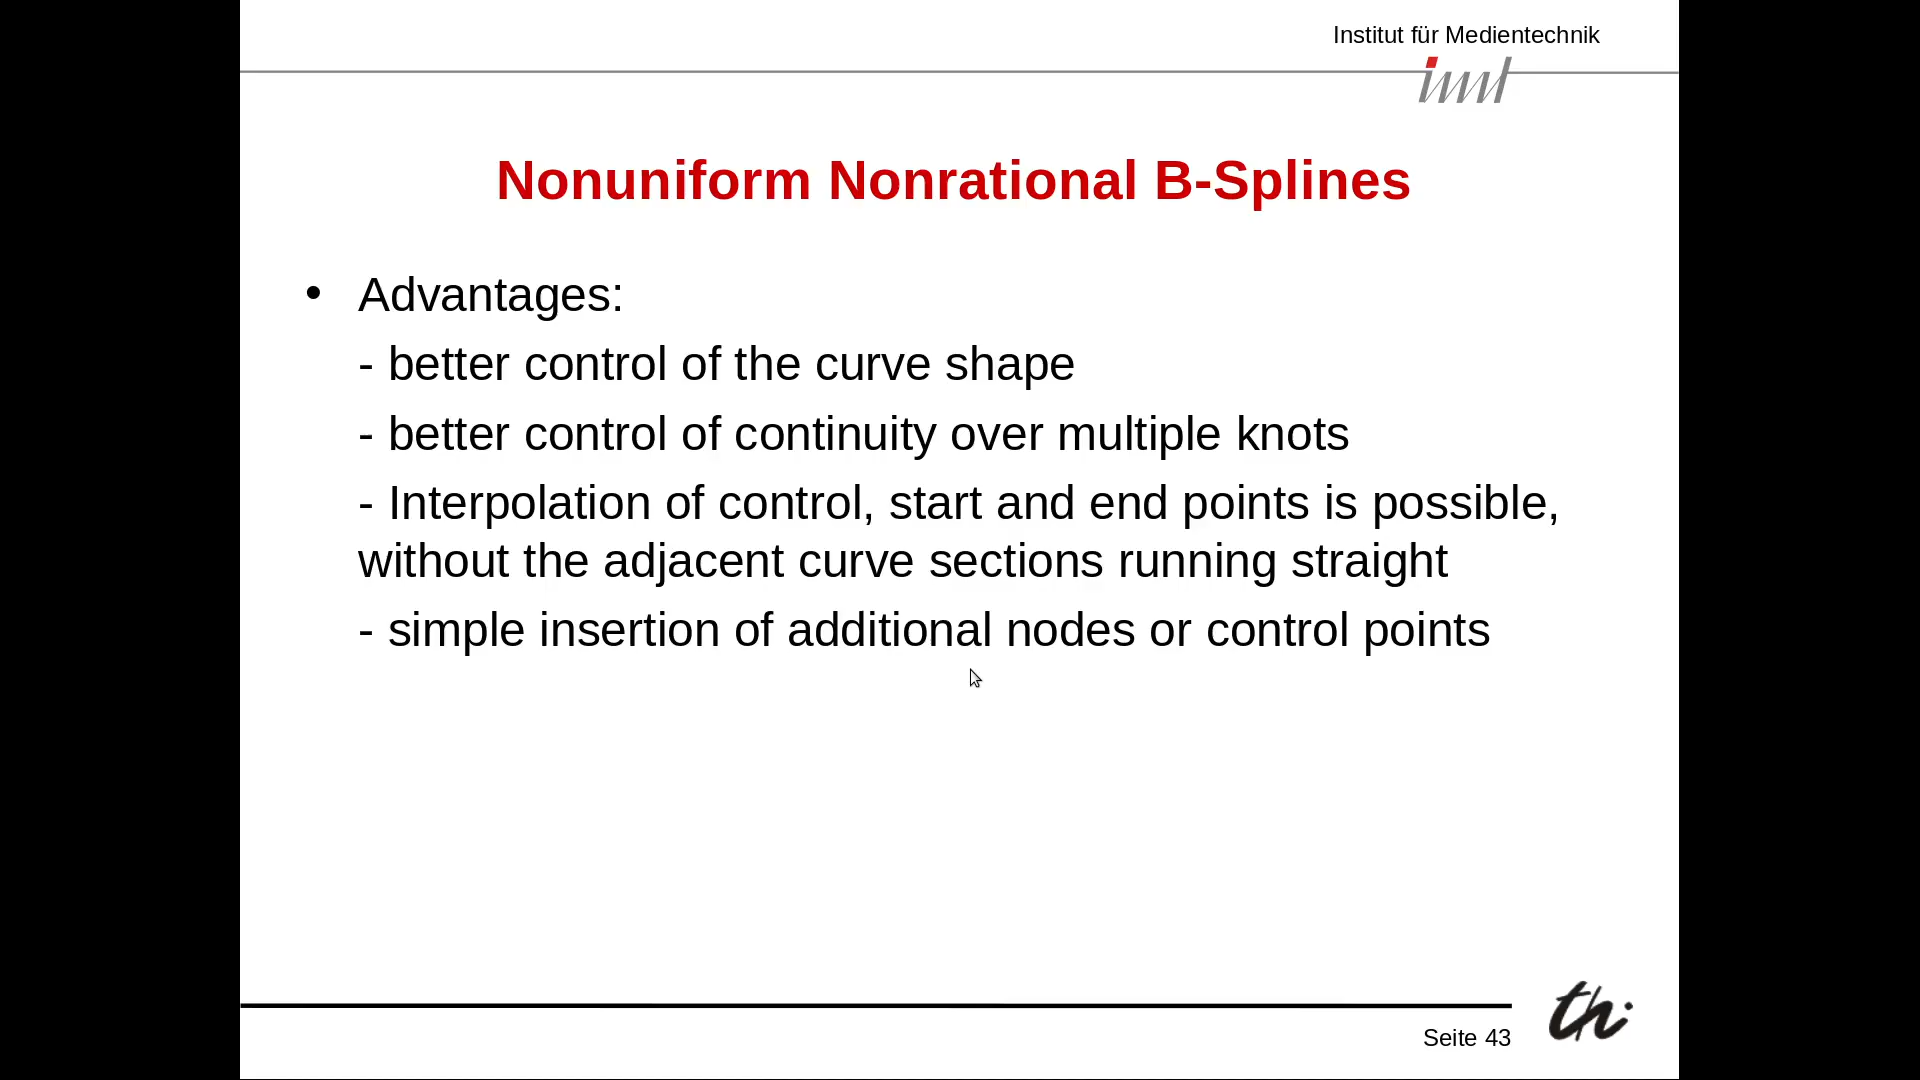 Institut für Medientechnik
Nonuniform Nonrational B-Splines
• Advantages:
- better control of the curve shape
- better control of continuity over multiple knots
- Interpolation of control, start and end points is possible,
without the adjacent curve sections running straight
- simple insertion of additional nodes or control points
th.
Seite 43